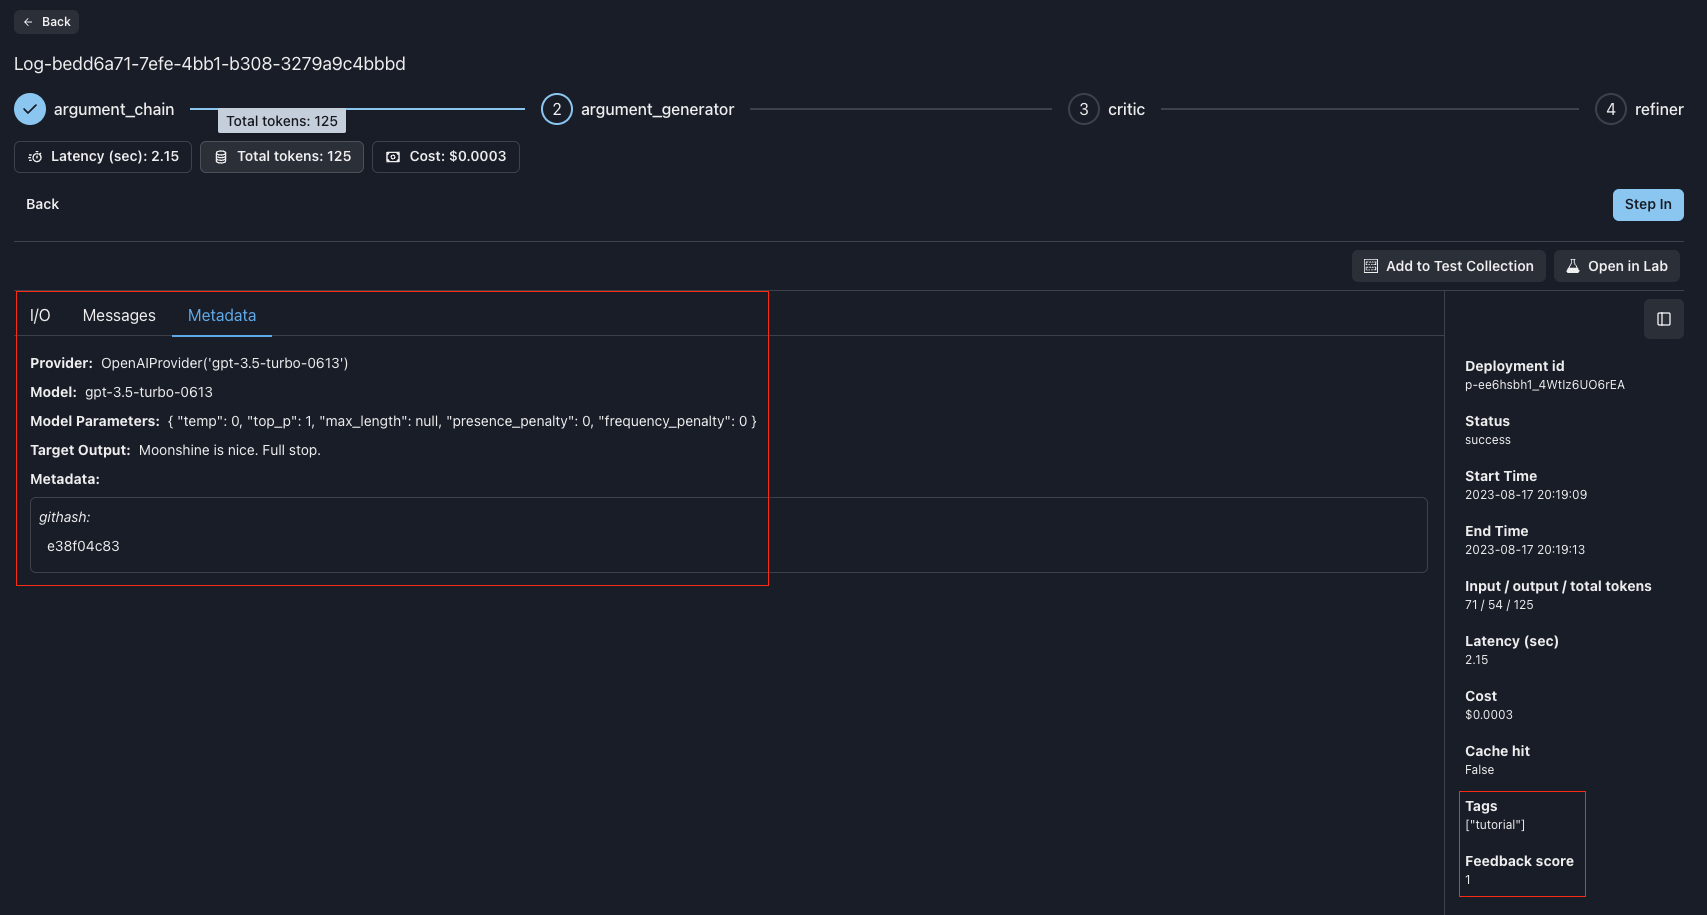 Back
Log-bedd6a71-7efe-4bb1-b308-3279a9c4bbbd
argument_chain
2 argument_generator
3 critic
4 refiner
Total tokens: 125
Latency (sec): 2.15
Total tokens: 125
Cost: $0.0003
Back
Step In
Add to Test Collection
Open in Lab
I/O
Messages
Metadata
Provider: OpenAIProvider('gpt-3.5-turbo-0613')
Model: gpt-3.5-turbo-0613
Model Parameters: { "temp": 0, "top_p": 1, "max_length": null, "presence_penalty": 0, "frequency_penalty": 0 }
Target Output: Moonshine is nice. Full stop.
Metadata:
githash:
e38f04c83
Deployment id
p-ee6hsbh1_4WtIz6UO6rEA
Status
success
Start Time
2023-08-17 20:19:09
End Time
2023-08-17 20:19:13
Input / output / total tokens
71 / 54 / 125
Latency (sec)
2.15
Cost
$0.0003
Cache hit
False
Tags
["tutorial"]
Feedback score
1